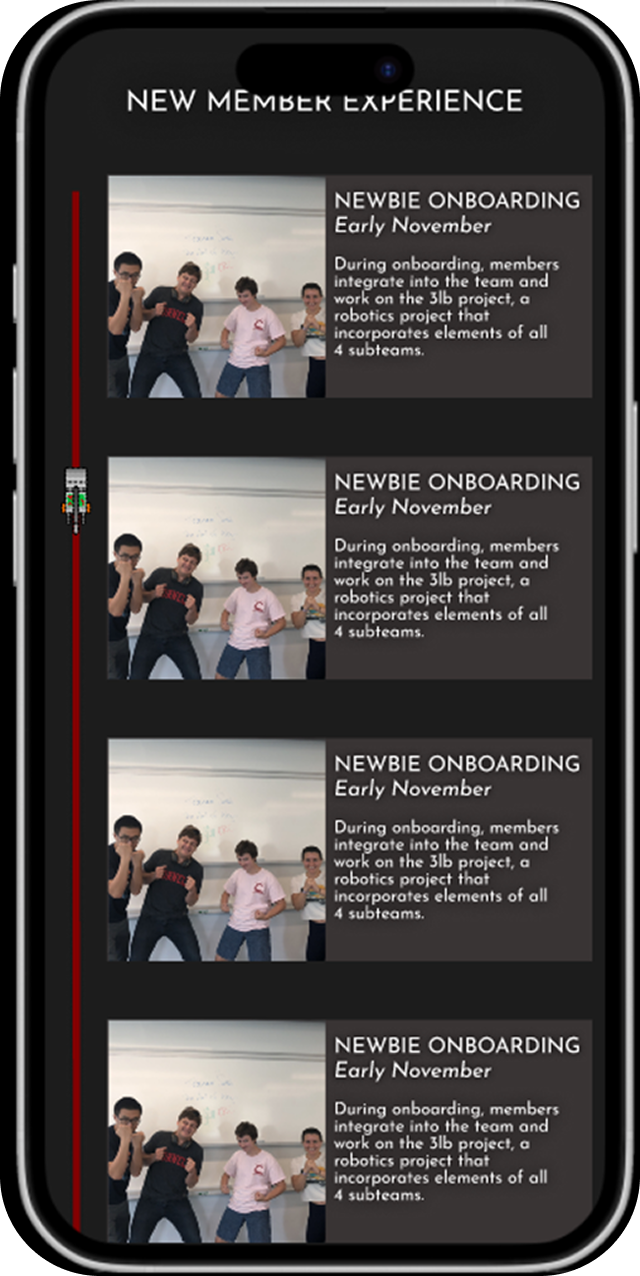 NEW MEMBER EXPERIENCE
NEWBIE ONBOARDING
Early November
During onboarding, members
integrate into the team and
work on the 3lb project, a
robotics project that
incorporates elements of all
4 subteams.
NEWBIE ONBOARDING
Early November
During onboarding, members
integrate into the team and
work on the 3lb project, a
robotics project that
incorporates elements of all
4 subteams.
NEWBIE ONBOARDING
Early November
During onboarding, members
integrate into the team and
work on the 3lb project, a
robotics project that
incorporates elements of all
4 subteams.
NEWBIE ONBOARDING
Early November
During onboarding, members
integrate into the team and
work on the 3lb project, a
robotics project that
incorporates elements of all
4 subteams.